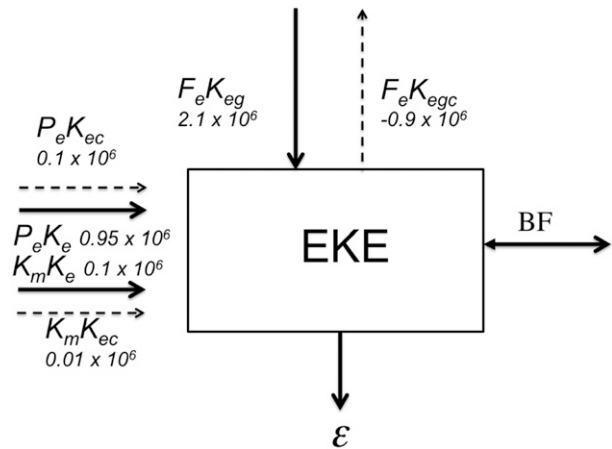 FₑKₑg
2.1 x 10⁶
FₑKₑgc
-0.9 x 10⁶
PₑKₑc
0.1 x 10⁶
PₑKₑ 0.95 x 10⁶
KₘKₑ 0.1 x 10⁶
KₘKₑc
0.01 x 10⁶
EKE
BF
ε